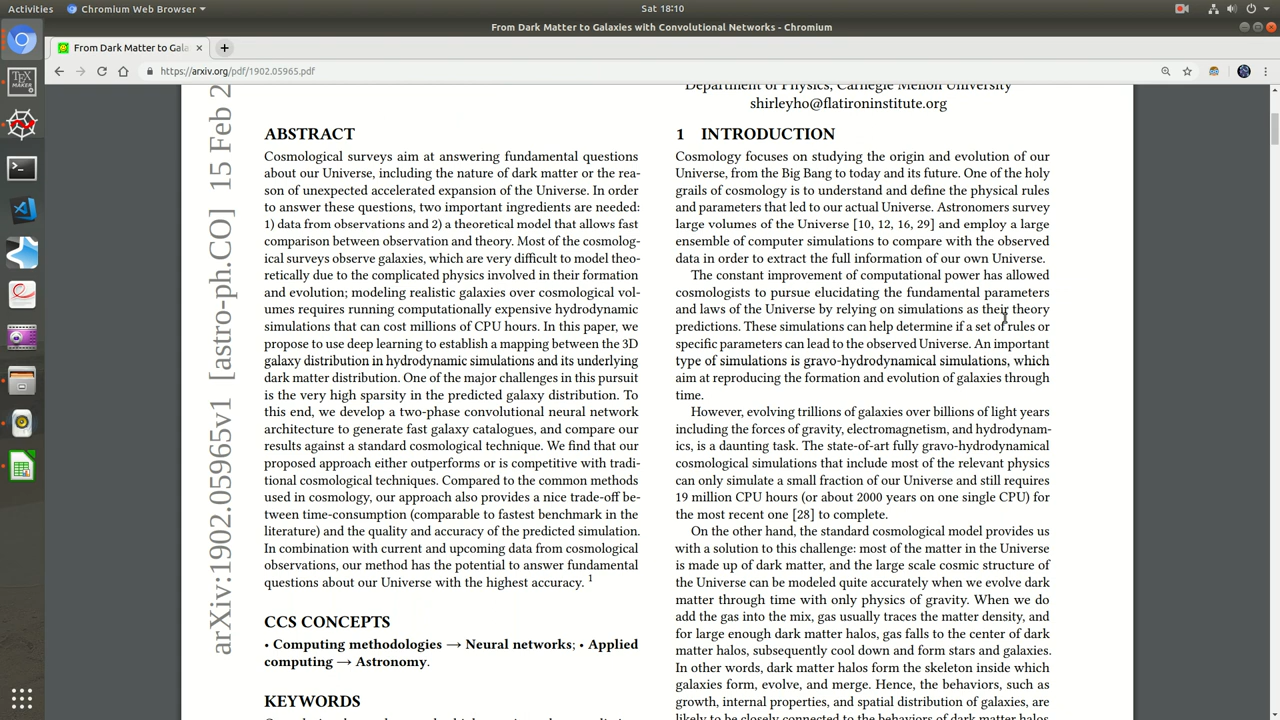 Activities
Chromium Web Browser
Sat 18:10
From Dark Matter to Galaxies with Convolutional Networks - Chromium
From Dark Matter to Gala
https://arxiv.org/pdf/1902.05965.pdf
arXiv:1902.05965v1 [astro-ph.CO] 15 Feb 2
ABSTRACT
Cosmological surveys aim at answering fundamental questions
about our Universe, including the nature of dark matter or the rea-
son of unexpected accelerated expansion of the Universe. In order
to answer these questions, two important ingredients are needed:
1) data from observations and 2) a theoretical model that allows fast
comparison between observation and theory. Most of the cosmolog-
ical surveys observe galaxies, which are very difficult to model theo-
retically due to the complicated physics involved in their formation
and evolution; modeling realistic galaxies over cosmological vol-
umes requires running computationally expensive hydrodynamic
simulations that can cost millions of CPU hours. In this paper, we
propose to use deep learning to establish a mapping between the 3D
galaxy distribution in hydrodynamic simulations and its underlying
dark matter distribution. One of the major challenges in this pursuit
is the very high sparsity in the predicted galaxy distribution. To
this end, we develop a two-phase convolutional neural network
architecture to generate fast galaxy catalogues, and compare our
results against a standard cosmological technique. We find that our
proposed approach either outperforms or is competitive with tradi-
tional cosmological techniques. Compared to the common methods
used in cosmology, our approach also provides a nice trade-off be-
tween time-consumption (comparable to fastest benchmark in the
literature) and the quality and accuracy of the predicted simulation.
In combination with current and upcoming data from cosmological
observations, our method has the potential to answer fundamental
questions about our Universe with the highest accuracy. 1
CCS CONCEPTS
• Computing methodologies → Neural networks; • Applied
computing → Astronomy.
KEYWORDS
Department of Physics, Carnegie Mellon University
shirleyho@flatironinstitute.org
1 INTRODUCTION
Cosmology focuses on studying the origin and evolution of our
Universe, from the Big Bang to today and its future. One of the holy
grails of cosmology is to understand and define the physical rules
and parameters that led to our actual Universe. Astronomers survey
large volumes of the Universe [10, 12, 16, 29] and employ a large
ensemble of computer simulations to compare with the observed
data in order to extract the full information of our own Universe.
The constant improvement of computational power has allowed
cosmologists to pursue elucidating the fundamental parameters
and laws of the Universe by relying on simulations as their theory
predictions. These simulations can help determine if a set of rules or
specific parameters can lead to the observed Universe. An important
type of simulations is gravo-hydrodynamical simulations, which
aim at reproducing the formation and evolution of galaxies through
time.
However, evolving trillions of galaxies over billions of light years
including the forces of gravity, electromagnetism, and hydrodynam-
ics, is a daunting task. The state-of-art fully gravo-hydrodynamical
cosmological simulations that include most of the relevant physics
can only simulate a small fraction of our Universe and still requires
19 million CPU hours (or about 2000 years on one single CPU) for
the most recent one [28] to complete.
On the other hand, the standard cosmological model provides us
with a solution to this challenge: most of the matter in the Universe
is made up of dark matter, and the large scale cosmic structure of
the Universe can be modeled quite accurately when we evolve dark
matter through time with only physics of gravity. When we do
add the gas into the mix, gas usually traces the matter density, and
for large enough dark matter halos, gas falls to the center of dark
matter halos, subsequently cool down and form stars and galaxies.
In other words, dark matter halos form the skeleton inside which
galaxies form, evolve, and merge. Hence, the behaviors, such as
growth, internal properties, and spatial distribution of galaxies, are
likely to be closely connected to the behaviors of dark matter halos